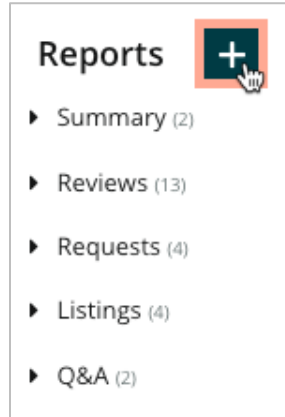 Reports +
Summary (2)
Reviews (13)
Requests (4)
Listings (4)
Q&A (2)